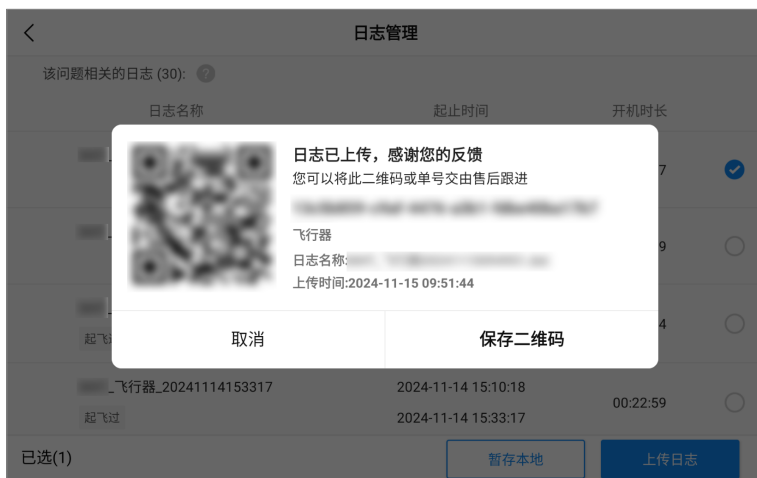 日志管理
该问题相关的日志 (30): ?
日志名称 起止时间 开机时长
日志已上传，感谢您的反馈
您可以将此二维码或单号交由售后跟进
飞行器
日志名称:
上传时间:2024-11-15 09:51:44
7
9
4
起飞
取消 保存二维码
_飞行器_20241114153317 2024-11-14 15:10:18
起飞过 2024-11-14 15:33:17 00:22:59
已选(1) 暂存本地 上传日志